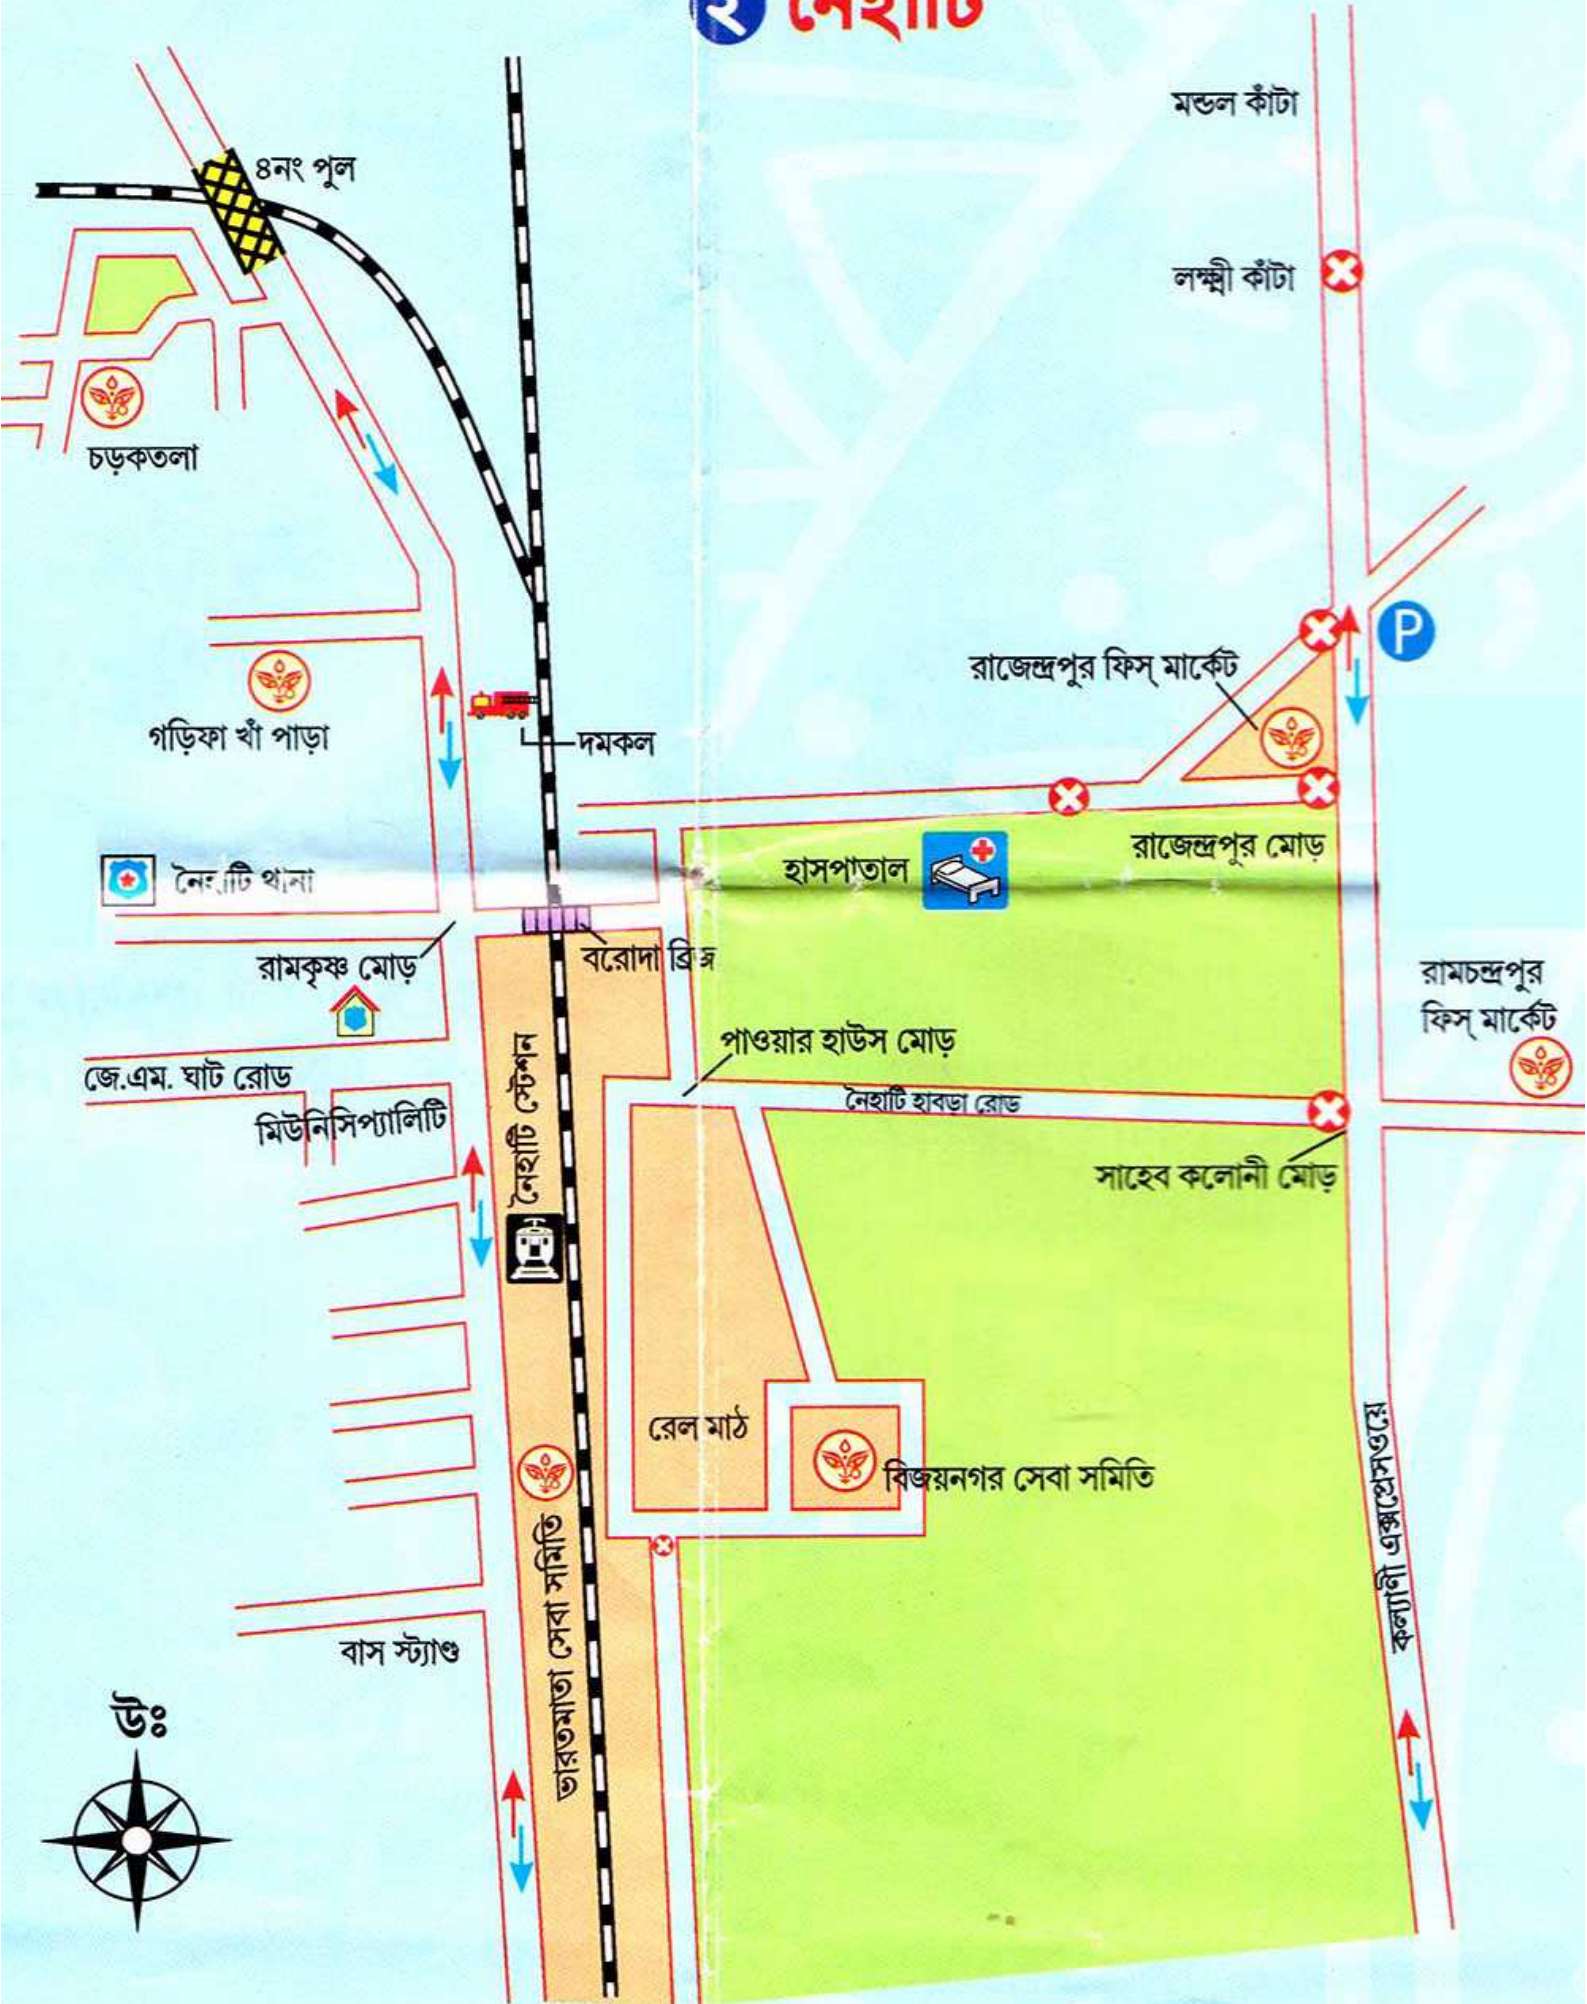 ২ নৈহাটি
মন্ডল কাঁটা
৪নং পুল
লক্ষ্মী কাঁটা
চড়কতলা
রাজেন্দ্রপুর ফিস্ মার্কেট
P
গড়িফা খাঁ পাড়া
দমকল
রাজেন্দ্রপুর মোড়
হাসপাতাল
নৈহাটি থানা
রামকৃষ্ণ মোড়
বরোদা ব্রিজ
রামচন্দ্রপুর
ফিস্ মার্কেট
পাওয়ার হাউস মোড়
জে.এম. ঘাট রোড
নৈহাটি হাবড়া রোড
মিউনিসিপ্যালিটি
নৈহাটি স্টেশন
সাহেব কলোনী মোড়
রেল মাঠ
বিজয়নগর সেবা সমিতি
কল্যাণী এক্সপ্রেসওয়ে
ভারতমাতা সেবা সমিতি
বাস স্ট্যাণ্ড
উঃ